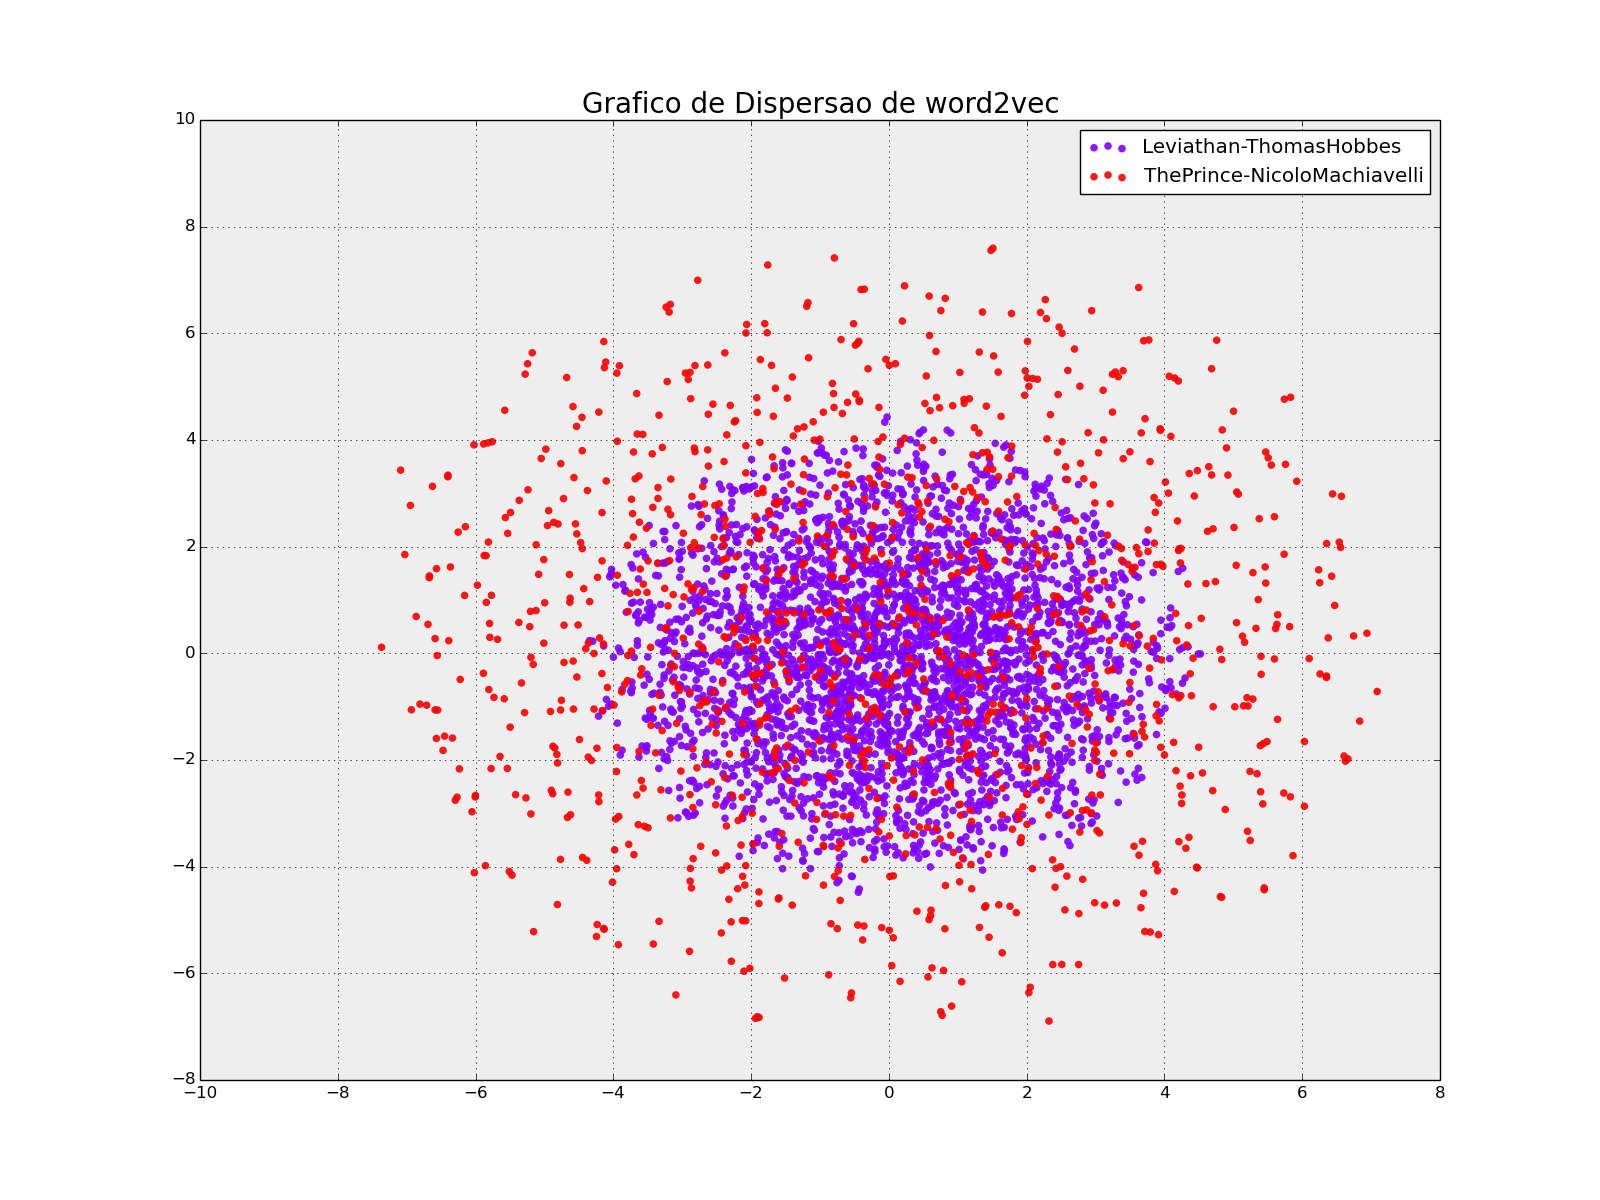 Grafico de Dispersao de word2vec
Leviathan-ThomasHobbes
ThePrince-NicoloMachiavelli
10
8
6
4
2
0
−2
−4
−6
−8
−10 −8 −6 −4 −2 0 2 4 6 8